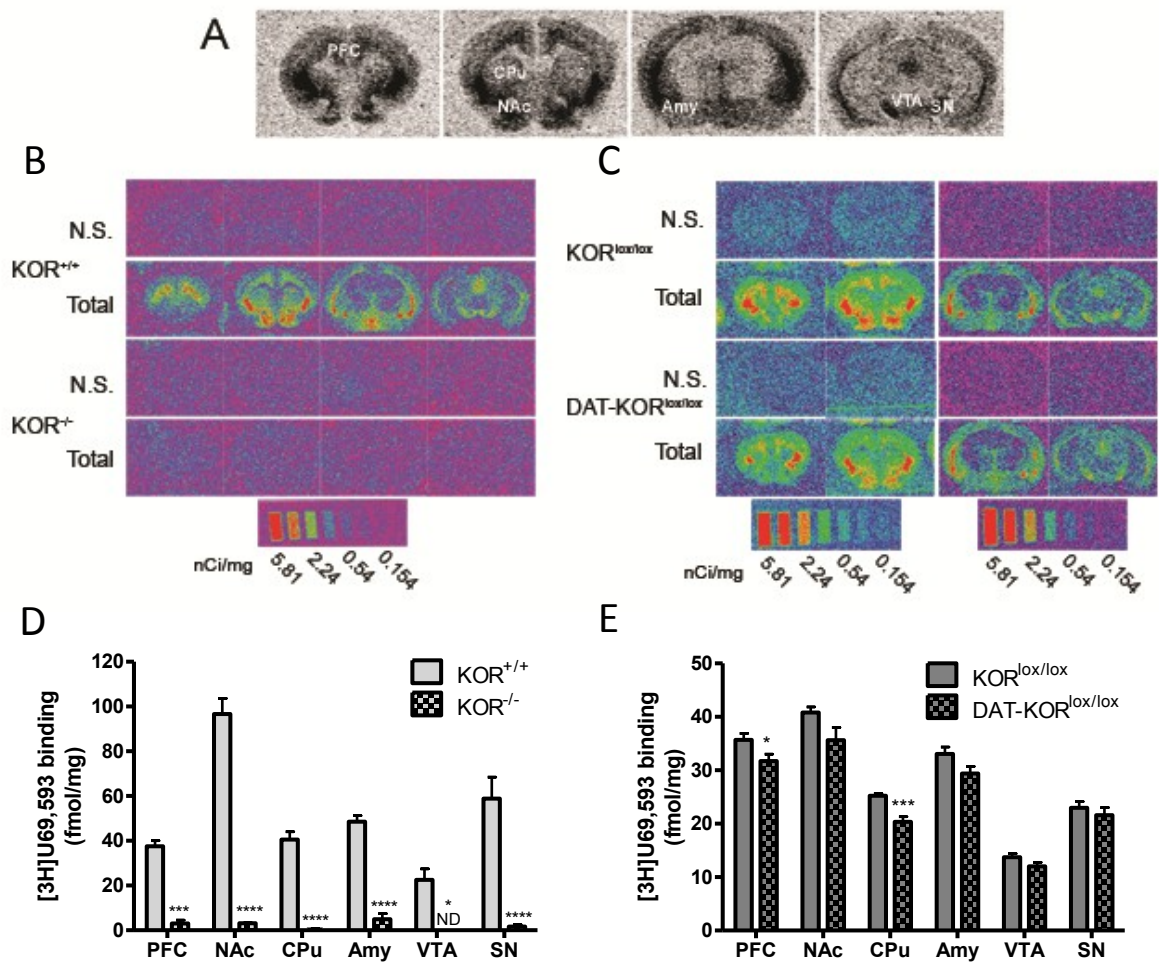 A
PFC
CPu
NAc
Amy
VTA
SN
B
N.S.
KOR+/+
Total
N.S.
KOR-/-
Total
nCi/mg
5.81
2.24
0.54
0.154
C
N.S.
KORlox/lox
Total
N.S.
DAT-KORlox/lox
Total
nCi/mg
5.81
2.24
0.54
0.154
5.81
2.24
0.54
0.154
D
[3H]U69,593 binding
(fmol/mg)
120
100
80
60
40
20
0
KOR+/+
KOR-/-
***
****
****
****
*
ND
****
PFC NAc CPu Amy VTA SN
E
[3H]U69,593 binding
(fmol/mg)
50
40
30
20
10
0
KORlox/lox
DAT-KORlox/lox
*
***
PFC NAc CPu Amy VTA SN